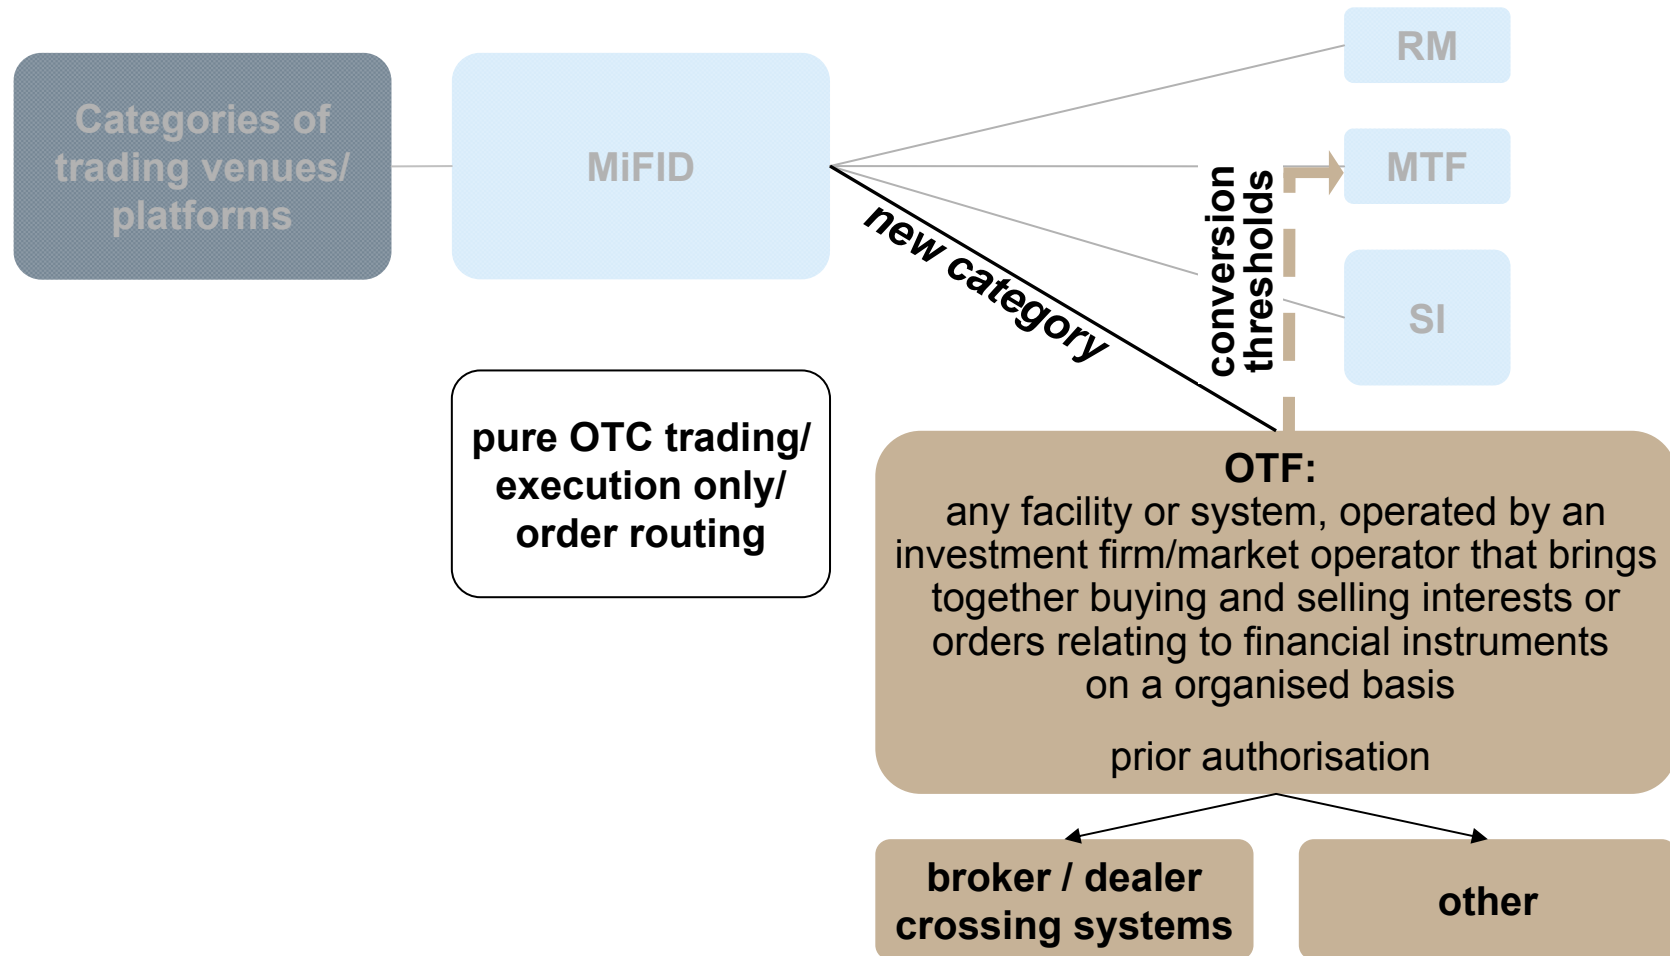 Categories of
trading venues/
platforms
MiFID
RM
MTF
SI
new category
conversion
thresholds
pure OTC trading/
execution only/
order routing
OTF:
any facility or system, operated by an
investment firm/market operator that brings
together buying and selling interests or
orders relating to financial instruments
on a organised basis
prior authorisation
broker / dealer
crossing systems
other